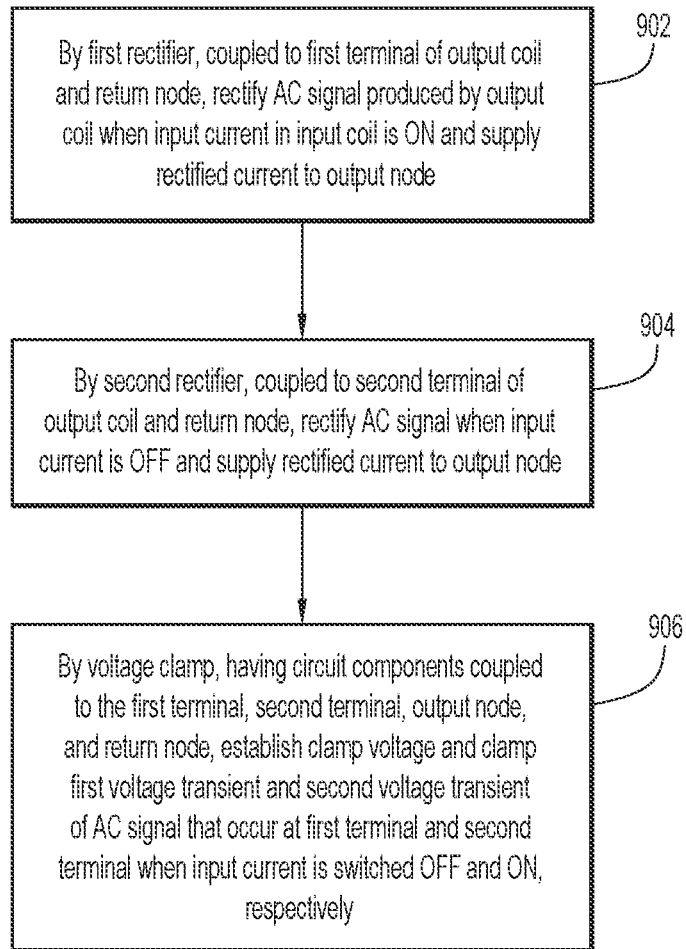 902
By first rectifier, coupled to first terminal of output coil
and return node, rectify AC signal produced by output
coil when input current in input coil is ON and supply
rectified current to output node
904
By second rectifier, coupled to second terminal of
output coil and return node, rectify AC signal when input
current is OFF and supply rectified current to output node
906
By voltage clamp, having circuit components coupled
to the first terminal, second terminal, output node,
and return node, establish clamp voltage and clamp
first voltage transient and second voltage transient
of AC signal that occur at first terminal and second
terminal when input current is switched OFF and ON,
respectively